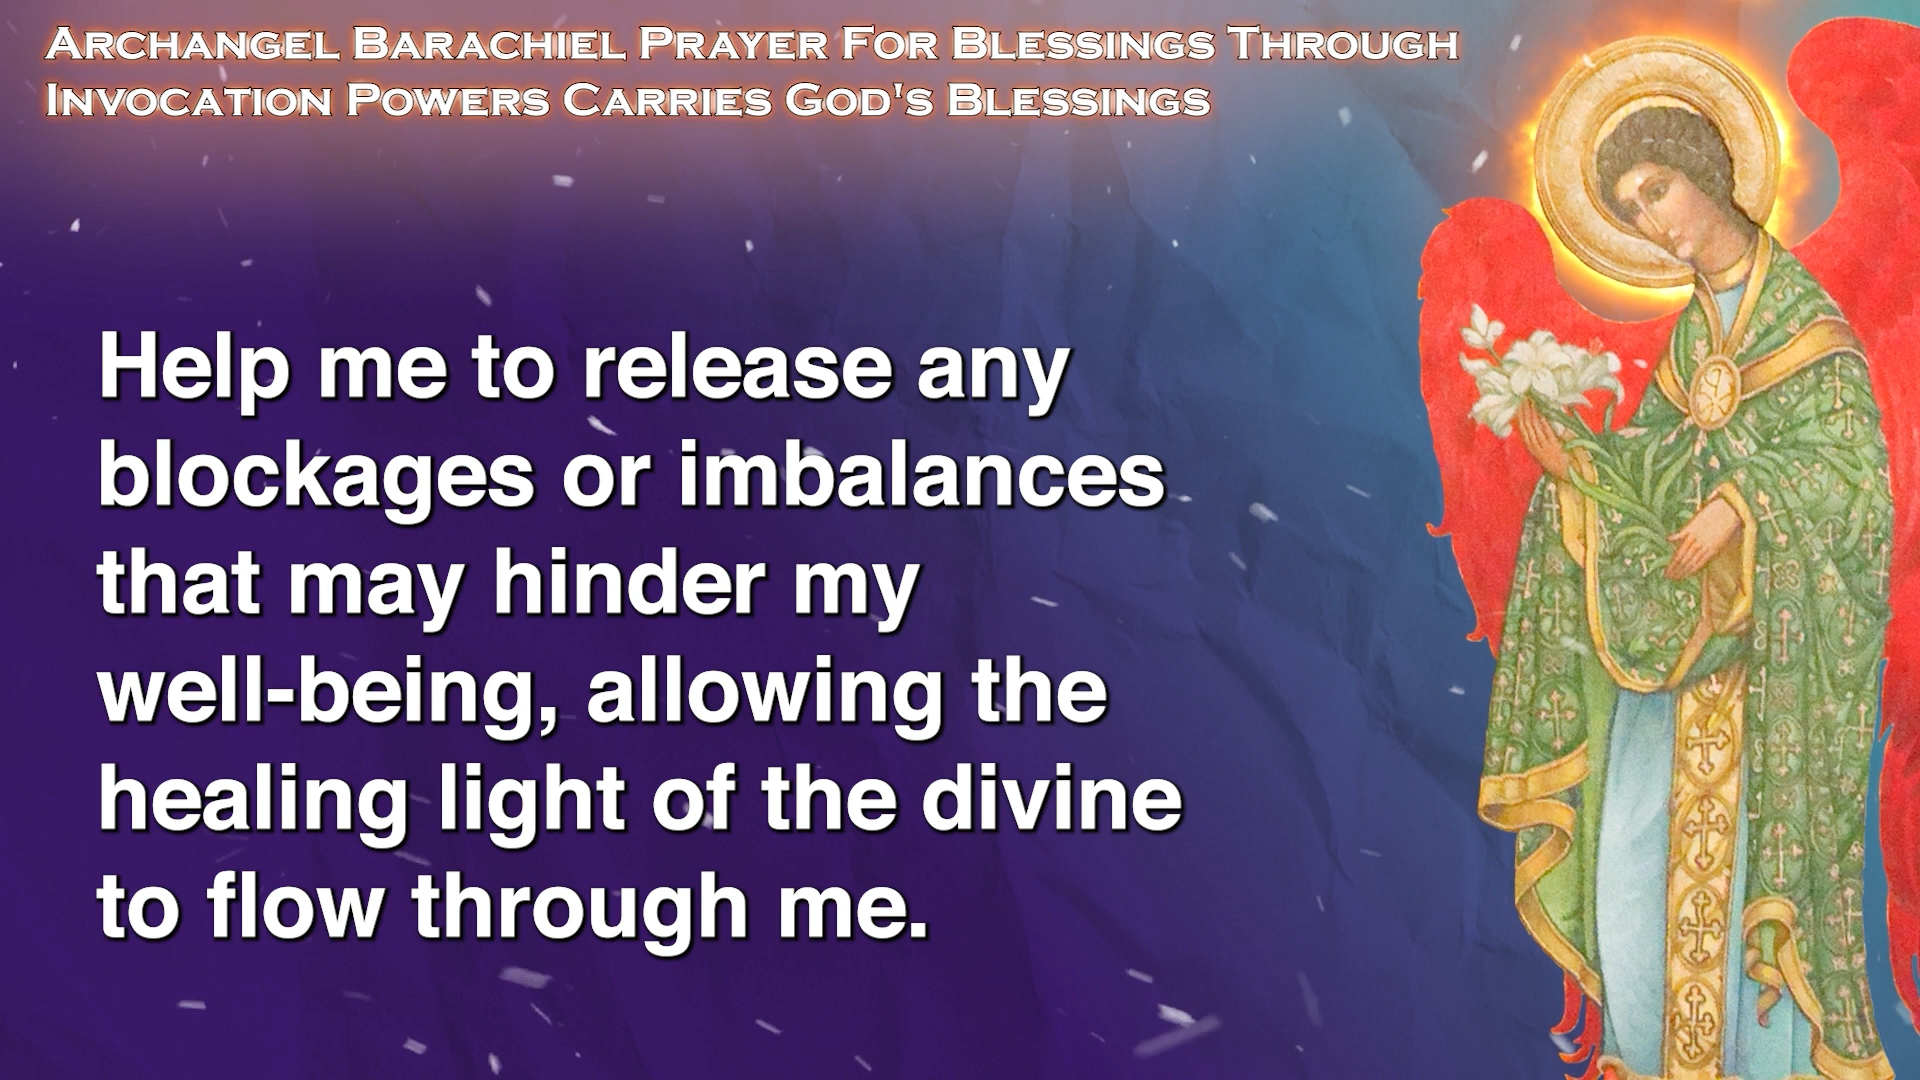 Archangel Barachiel Prayer For Blessings Through
Invocation Powers Carries God's Blessings
Help me to release any
blockages or imbalances
that may hinder my
well-being, allowing the
healing light of the divine
to flow through me.